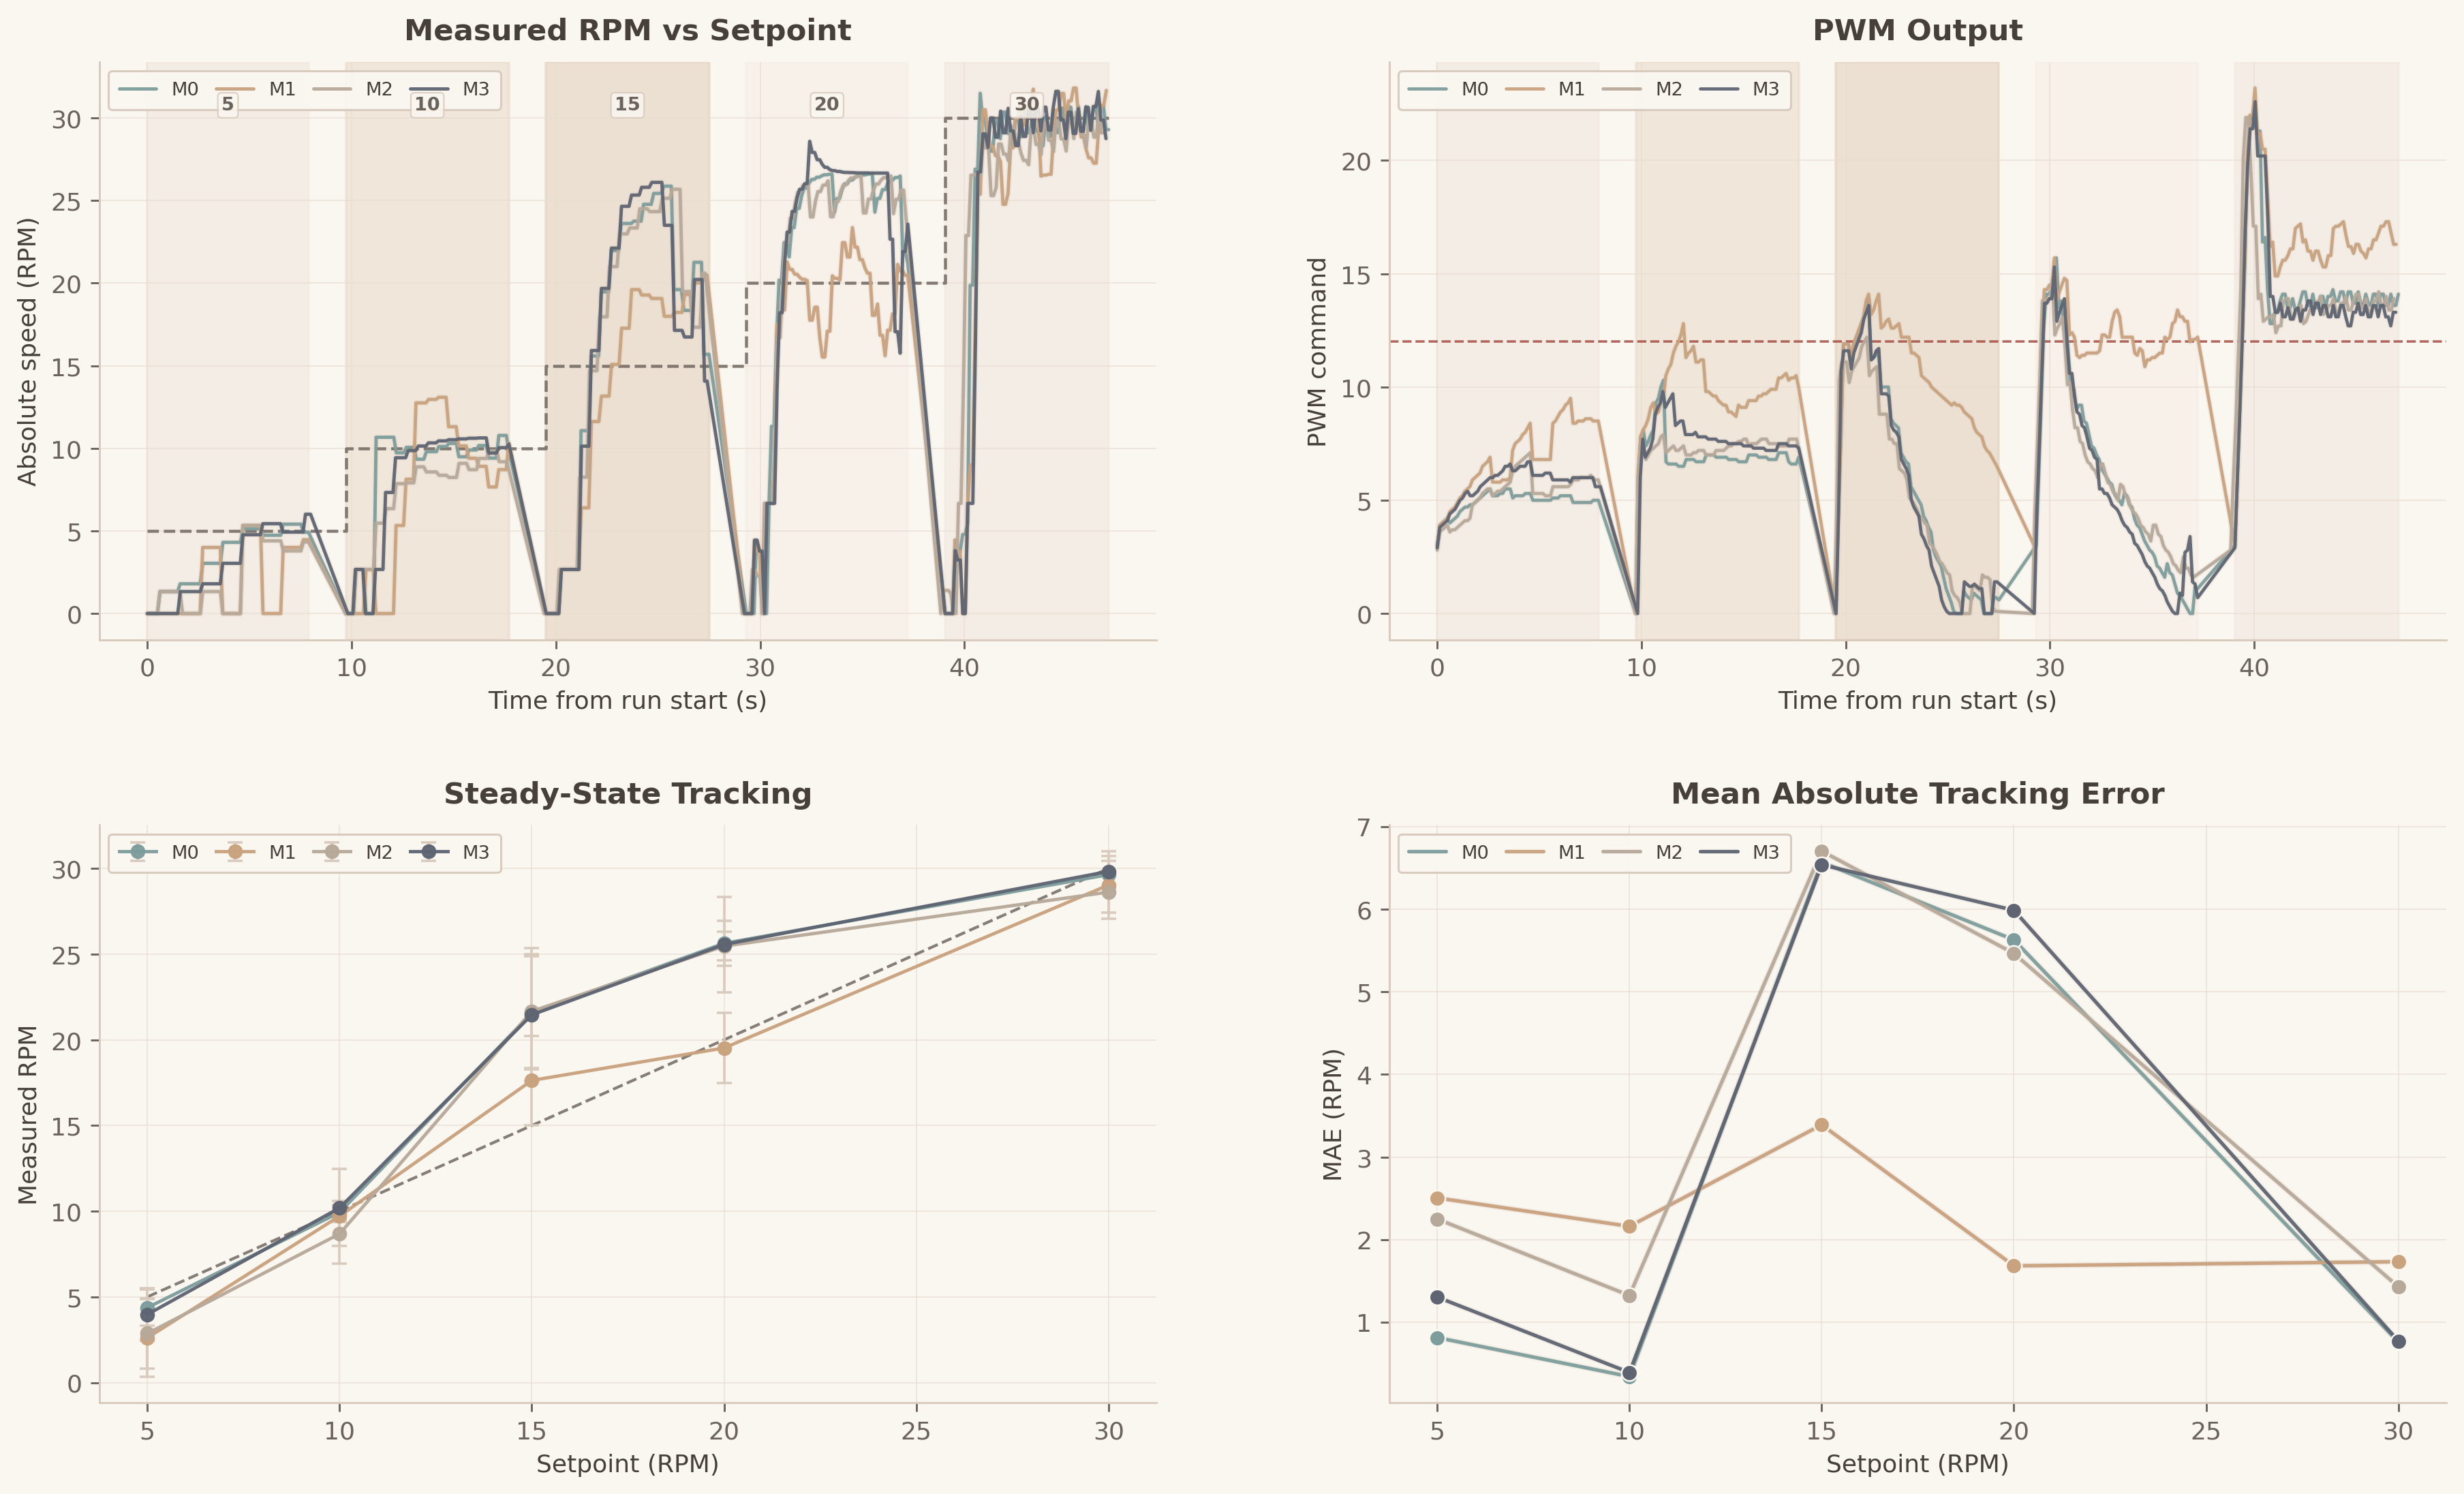 Measured RPM vs Setpoint
M0 M1 M2 M3
5 10 15 20 30
Absolute speed (RPM)
30
25
20
15
10
5
0
0 10 20 30 40
Time from run start (s)
PWM Output
M0 M1 M2 M3
PWM command
20
15
10
5
0
0 10 20 30 40
Time from run start (s)
Steady-State Tracking
M0 M1 M2 M3
Measured RPM
30
25
20
15
10
5
0
5 10 15 20 25 30
Setpoint (RPM)
Mean Absolute Tracking Error
M0 M1 M2 M3
MAE (RPM)
7
6
5
4
3
2
1
5 10 15 20 25 30
Setpoint (RPM)